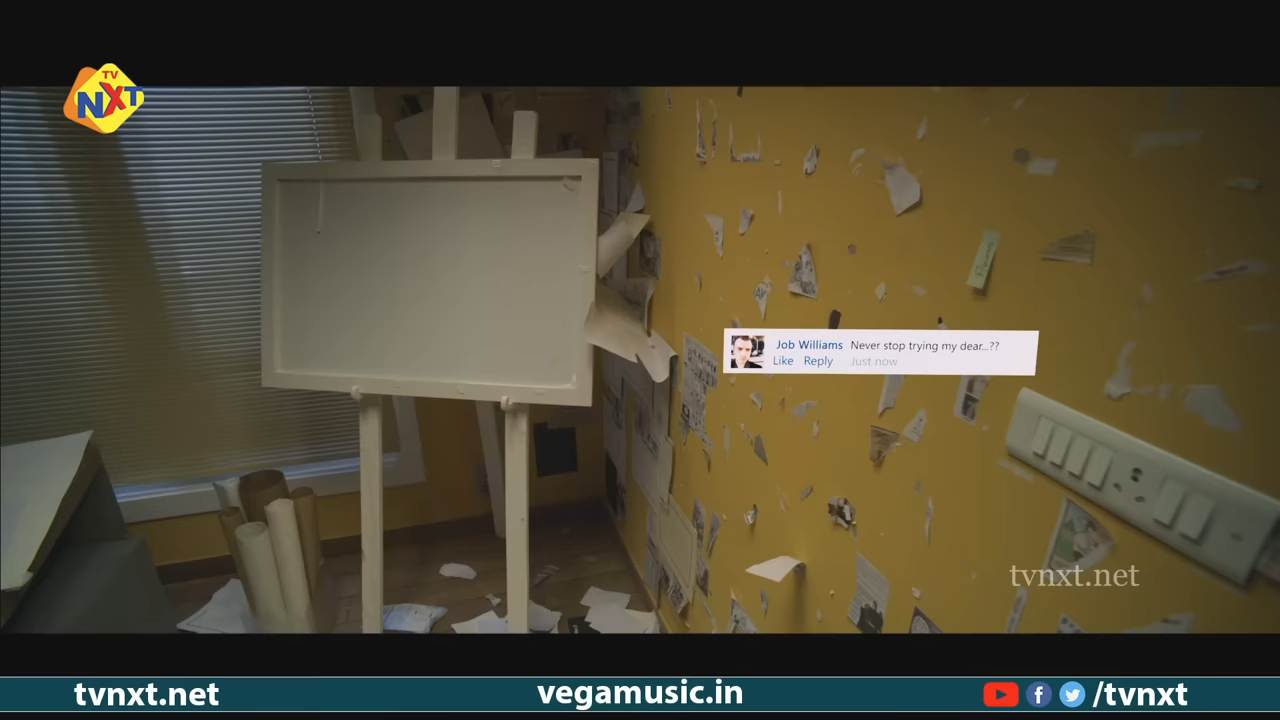 TV
NXT
Job Williams Never stop trying my dear...??
Like Reply Just now
tvnxt.net
tvnxt.net vegamusic.in /tvnxt